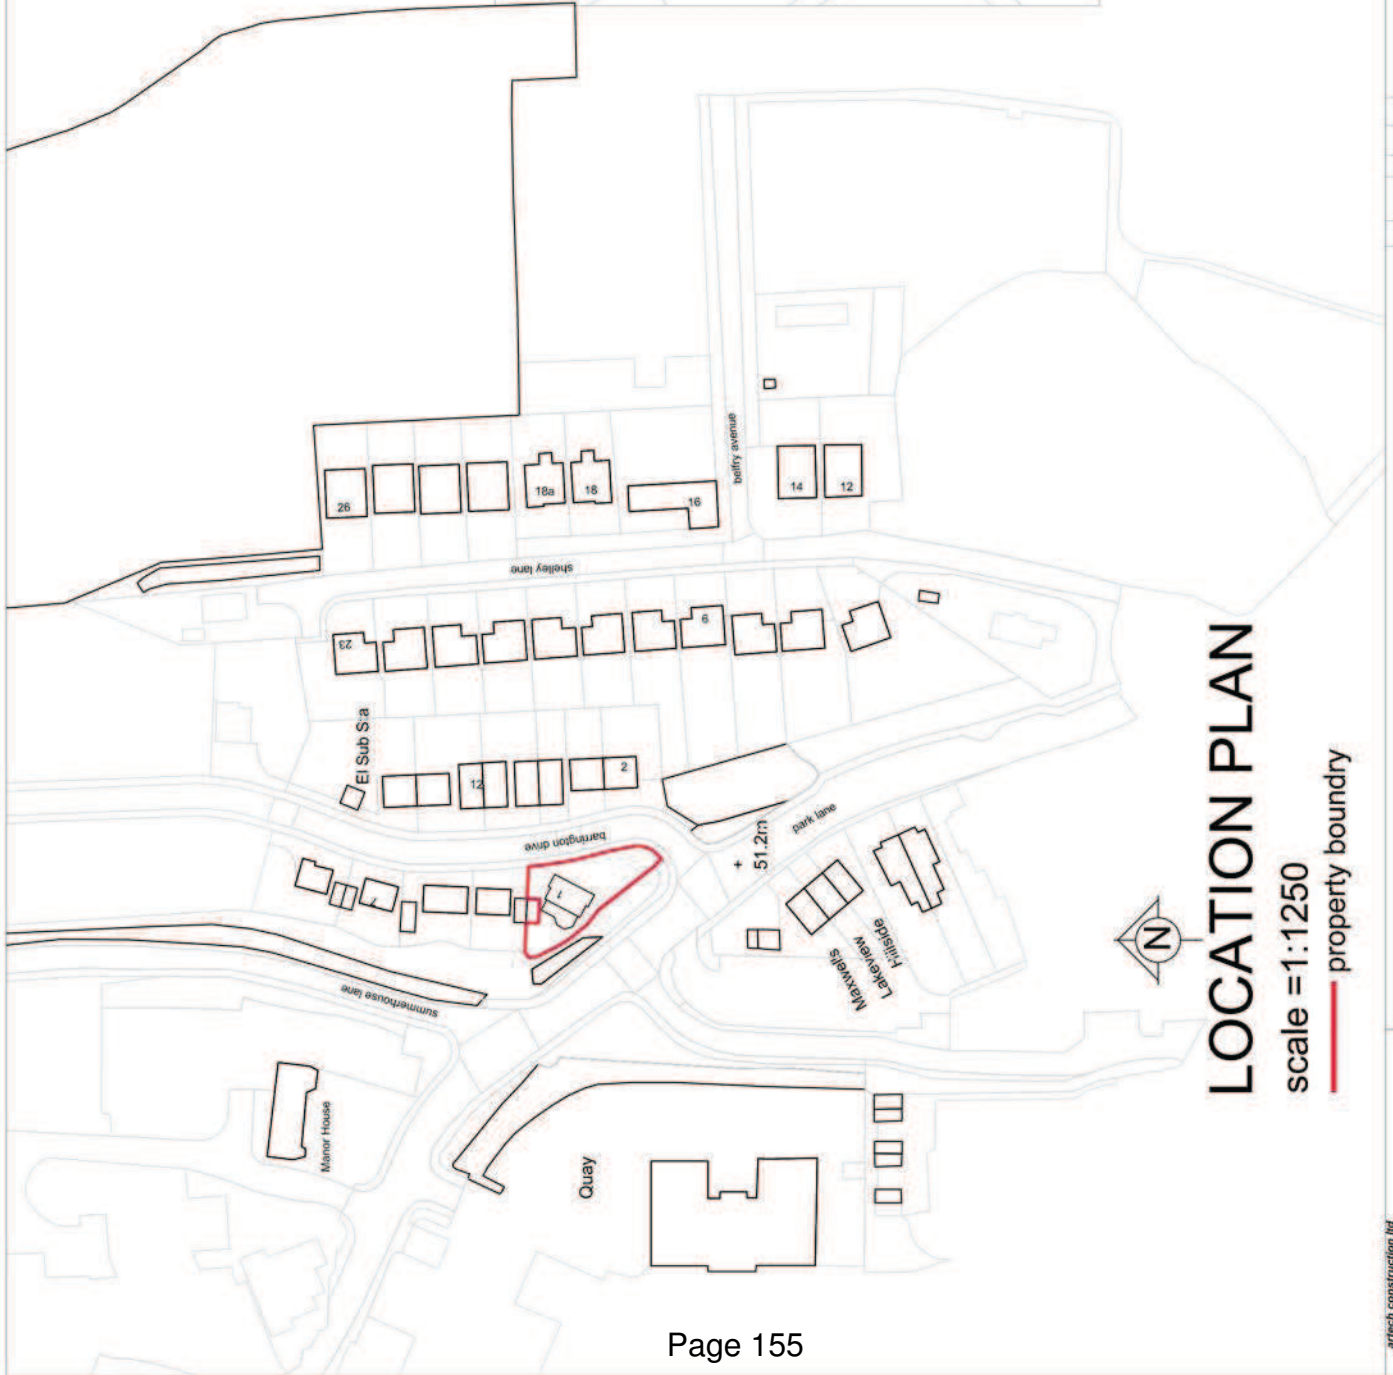 belfry avenue
26
18a
18
16
14
12
shelley lane
23
6
El Sub Sta
12
2
barrington drive
1
park lane
+ 51.2m
summerhouse lane
Maxwells
Lakeview
Hillside
Manor House
Quay
N
LOCATION PLAN
scale =1:1250
property boundry
artech construction ltd
Page 155